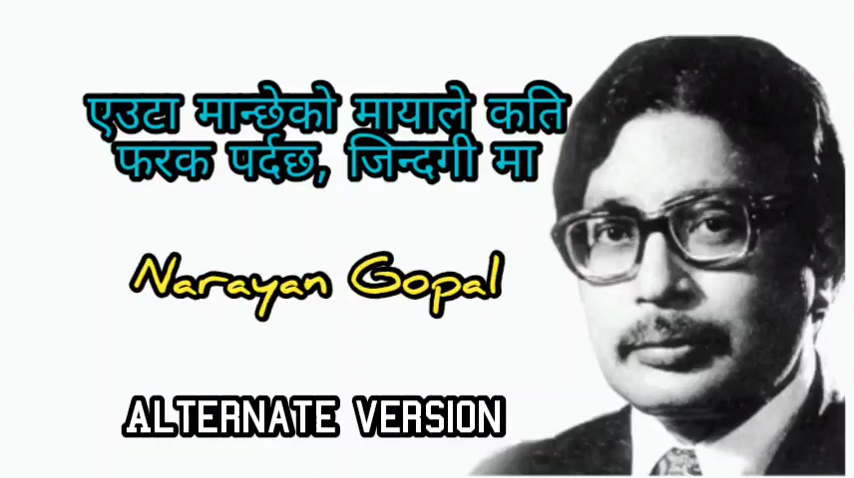 एउटा मान्छेको मायाले कति
फरक पर्दछ, जिन्दगी मा
Narayan Gopal
ALTERNATE VERSION